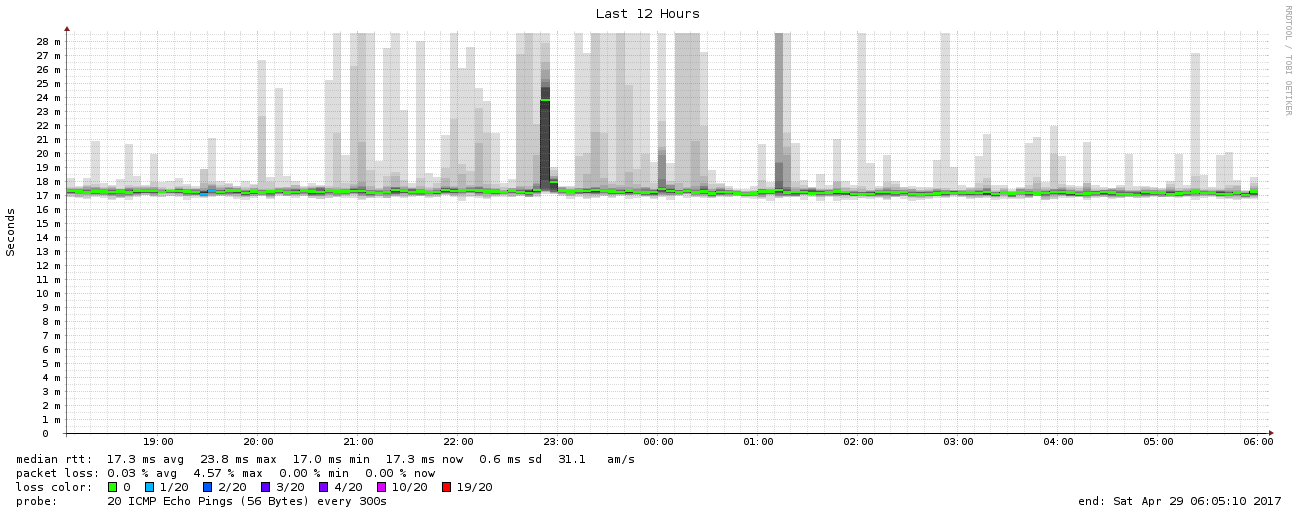 Last 12 Hours
RRDTOOL / TOBI OETIKER
Seconds
28 m
27 m
26 m
25 m
24 m
23 m
22 m
21 m
20 m
19 m
18 m
17 m
16 m
15 m
14 m
13 m
12 m
11 m
10 m
9 m
8 m
7 m
6 m
5 m
4 m
3 m
2 m
1 m
0
19:00 20:00 21:00 22:00 23:00 00:00 01:00 02:00 03:00 04:00 05:00 06:00
median rtt: 17.3 ms avg 23.8 ms max 17.0 ms min 17.3 ms now 0.6 ms sd 31.1 am/s
packet loss: 0.03 % avg 4.57 % max 0.00 % min 0.00 % now
loss color: 0 1/20 2/20 3/20 4/20 10/20 19/20
probe: 20 ICMP Echo Pings (56 Bytes) every 300s end: Sat Apr 29 06:05:10 2017